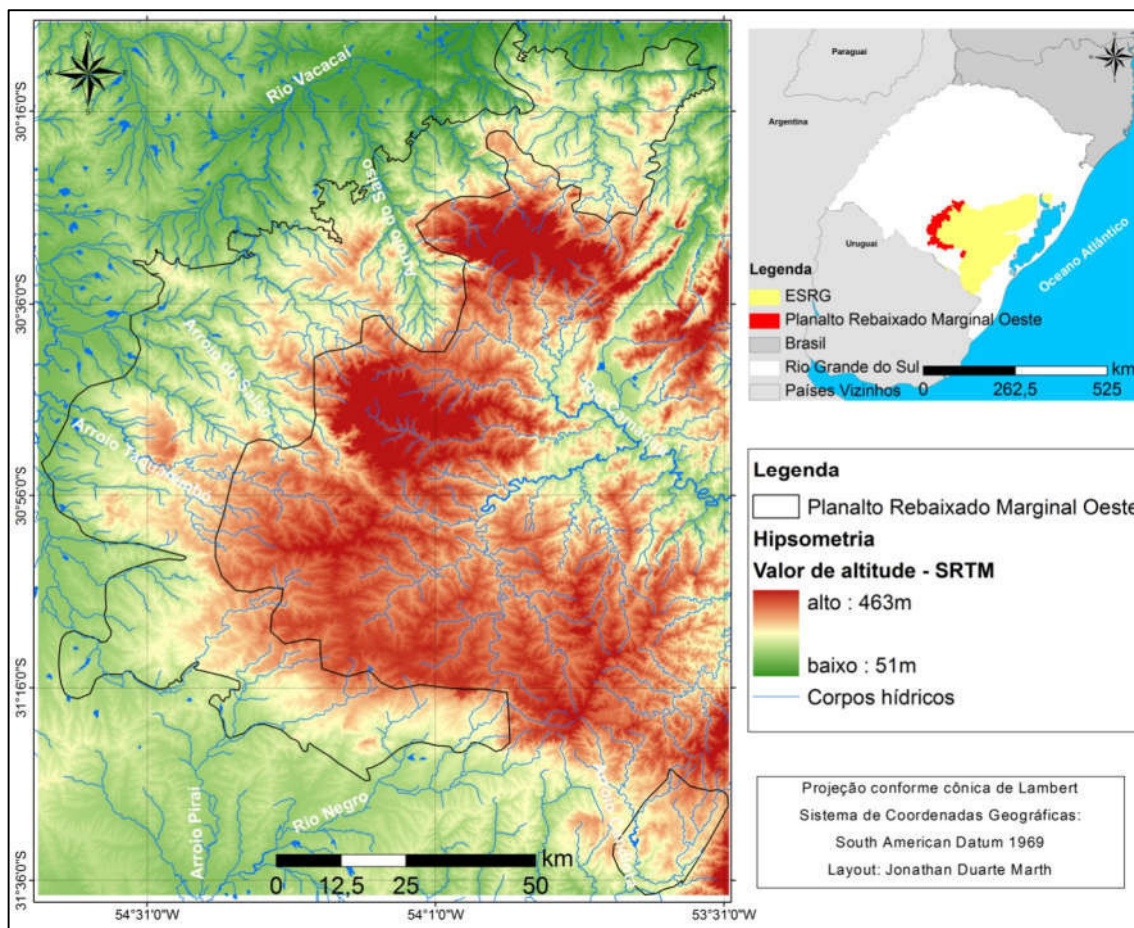 N
30°16'0"S
30°36'0"S
30°56'0"S
31°16'0"S
31°36'0"S
54°31'0"W
54°1'0"W
53°31'0"W
Rio Vacacaí
Arroio do Salso
Arroio do Salso
Arroio
Rio Negro
Arroio Piraí
km
0 12,5 25 50
Paraguai
Argentina
Uruguai
Oceano Atlântico
Legenda
ESRG
Planalto Rebaixado Marginal Oeste
Brasil
Rio Grande do Sul
Países Vizinhos
km
0 262,5 525
Legenda
Planalto Rebaixado Marginal Oeste
Hipsometria
Valor de altitude - SRTM
alto : 463m
baixo : 51m
Corpos hídricos
Projeção conforme cônica de Lambert
Sistema de Coordenadas Geográficas:
South American Datum 1969
Layout: Jonathan Duarte Marth